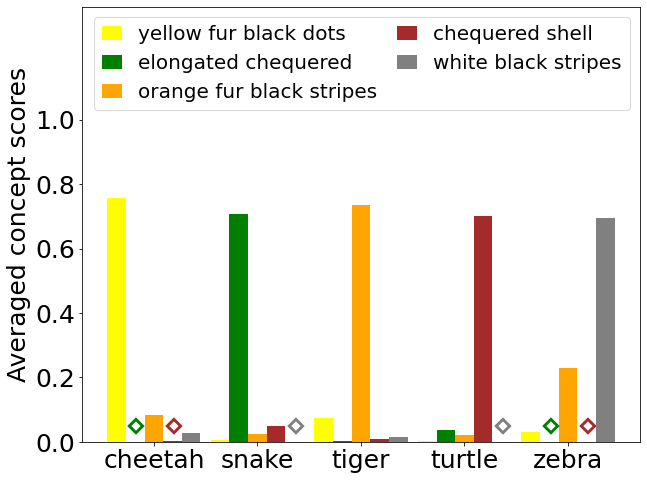 yellow fur black dots
elongated chequered
orange fur black stripes
chequered shell
white black stripes
Averaged concept scores
1.0
0.8
0.6
0.4
0.2
0.0
cheetah snake tiger turtle zebra